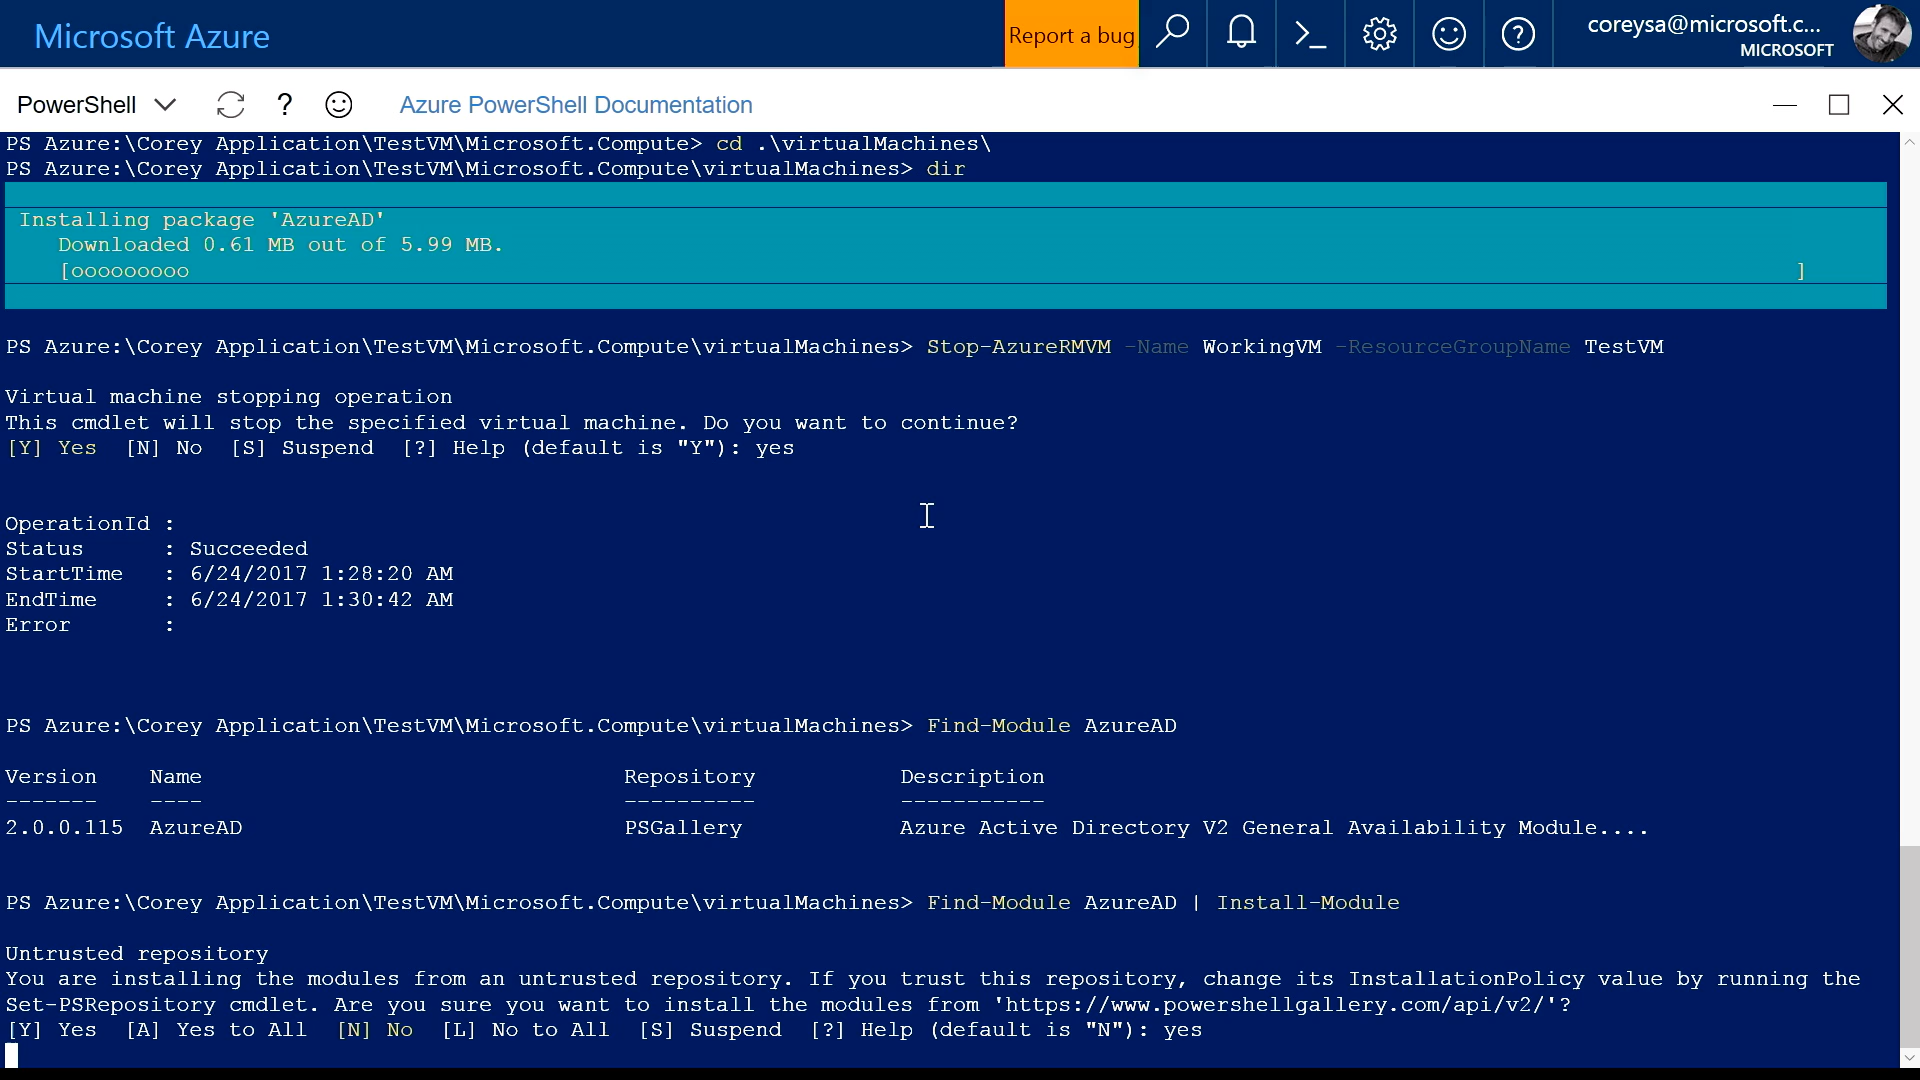 Microsoft Azure
Report a bug
coreysa@microsoft.c...
MICROSOFT
PowerShell
?
Azure PowerShell Documentation
PS Azure:\Corey Application\TestVM\Microsoft.Compute> cd .\virtualMachines\
PS Azure:\Corey Application\TestVM\Microsoft.Compute\virtualMachines> dir
Installing package 'AzureAD'
Downloaded 0.61 MB out of 5.99 MB.
[ooooooooo ]
PS Azure:\Corey Application\TestVM\Microsoft.Compute\virtualMachines> Stop-AzureRMVM -Name WorkingVM -ResourceGroupName TestVM
Virtual machine stopping operation
This cmdlet will stop the specified virtual machine. Do you want to continue?
[Y] Yes [N] No [S] Suspend [?] Help (default is "Y"): yes
OperationId :
Status : Succeeded
StartTime : 6/24/2017 1:28:20 AM
EndTime : 6/24/2017 1:30:42 AM
Error :
PS Azure:\Corey Application\TestVM\Microsoft.Compute\virtualMachines> Find-Module AzureAD
Version Name Repository Description
------- ---- ---------- -----------
2.0.0.115 AzureAD PSGallery Azure Active Directory V2 General Availability Module....
PS Azure:\Corey Application\TestVM\Microsoft.Compute\virtualMachines> Find-Module AzureAD | Install-Module
Untrusted repository
You are installing the modules from an untrusted repository. If you trust this repository, change its InstallationPolicy value by running the
Set-PSRepository cmdlet. Are you sure you want to install the modules from 'https://www.powershellgallery.com/api/v2/'?
[Y] Yes [A] Yes to All [N] No [L] No to All [S] Suspend [?] Help (default is "N"): yes